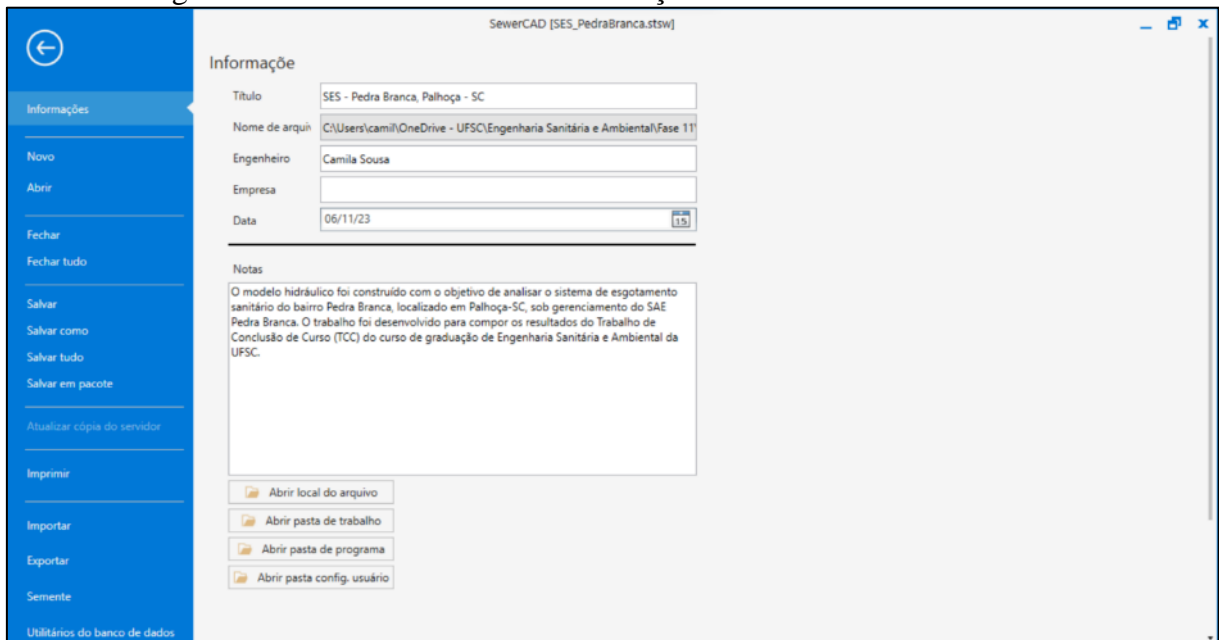 SewerCAD [SES_PedraBranca.stsw]
Informaçõe
Informações
Novo
Abrir
Fechar
Fechar tudo
Salvar
Salvar como
Salvar tudo
Salvar em pacote
Atualizar cópia do servidor
Imprimir
Importar
Exportar
Semente
Utilitários do banco de dados
Título SES - Pedra Branca, Palhoça - SC
Nome de arqui C:\Users\camil\OneDrive - UFSC\Engenharia Sanitária e Ambiental\Fase 11
Engenheiro Camila Sousa
Empresa
Data 06/11/23 15
Notas
O modelo hidráulico foi construído com o objetivo de analisar o sistema de esgotamento
sanitário do bairro Pedra Branca, localizado em Palhoça-SC, sob gerenciamento do SAE
Pedra Branca. O trabalho foi desenvolvido para compor os resultados do Trabalho de
Conclusão de Curso (TCC) do curso de graduação de Engenharia Sanitária e Ambiental da
UFSC.
Abrir local do arquivo
Abrir pasta de trabalho
Abrir pasta de programa
Abrir pasta config. usuário